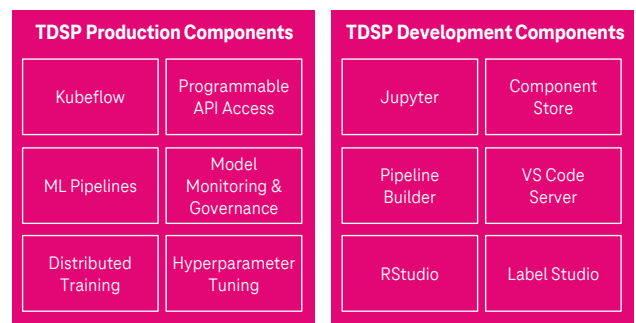 TDSP Production Components
Kubeflow
Programmable
API Access
ML Pipelines
Model
Monitoring &
Governance
Distributed
Training
Hyperparameter
Tuning
TDSP Development Components
Jupyter
Component
Store
Pipeline
Builder
VS Code
Server
RStudio
Label Studio